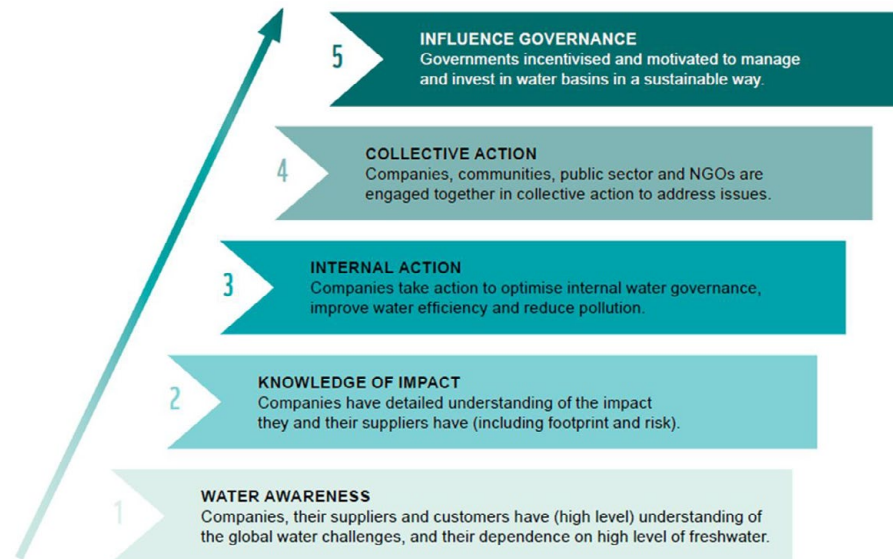 5
INFLUENCE GOVERNANCE
Governments incentivised and motivated to manage
and invest in water basins in a sustainable way.
4
COLLECTIVE ACTION
Companies, communities, public sector and NGOs are
engaged together in collective action to address issues.
3
INTERNAL ACTION
Companies take action to optimise internal water governance,
improve water efficiency and reduce pollution.
2
KNOWLEDGE OF IMPACT
Companies have detailed understanding of the impact
they and their suppliers have (including footprint and risk).
1
WATER AWARENESS
Companies, their suppliers and customers have (high level) understanding of
the global water challenges, and their dependence on high level of freshwater.